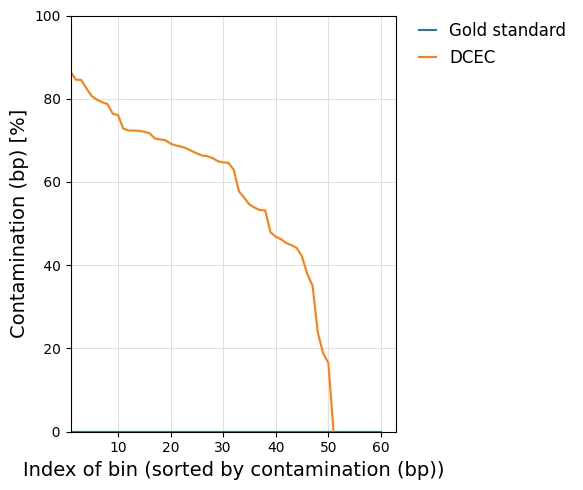 Gold standard
DCEC
Contamination (bp) [%]
100
80
60
40
20
0
10 20 30 40 50 60
Index of bin (sorted by contamination (bp))